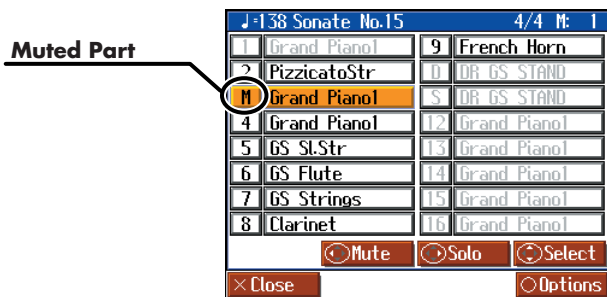 ♩=138 Sonate No.15 4/4 M: 1
Muted Part
1 Grand Piano1 9 French Horn
2 PizzicatoStr D DR GS STAND
M Grand Piano1 S DR GS STAND
4 Grand Piano1 12 Grand Piano1
5 GS Sl.Str 13 Grand Piano1
6 GS Flute 14 Grand Piano1
7 GS Strings 15 Grand Piano1
8 Clarinet 16 Grand Piano1
Mute Solo Select
×Close ○Options